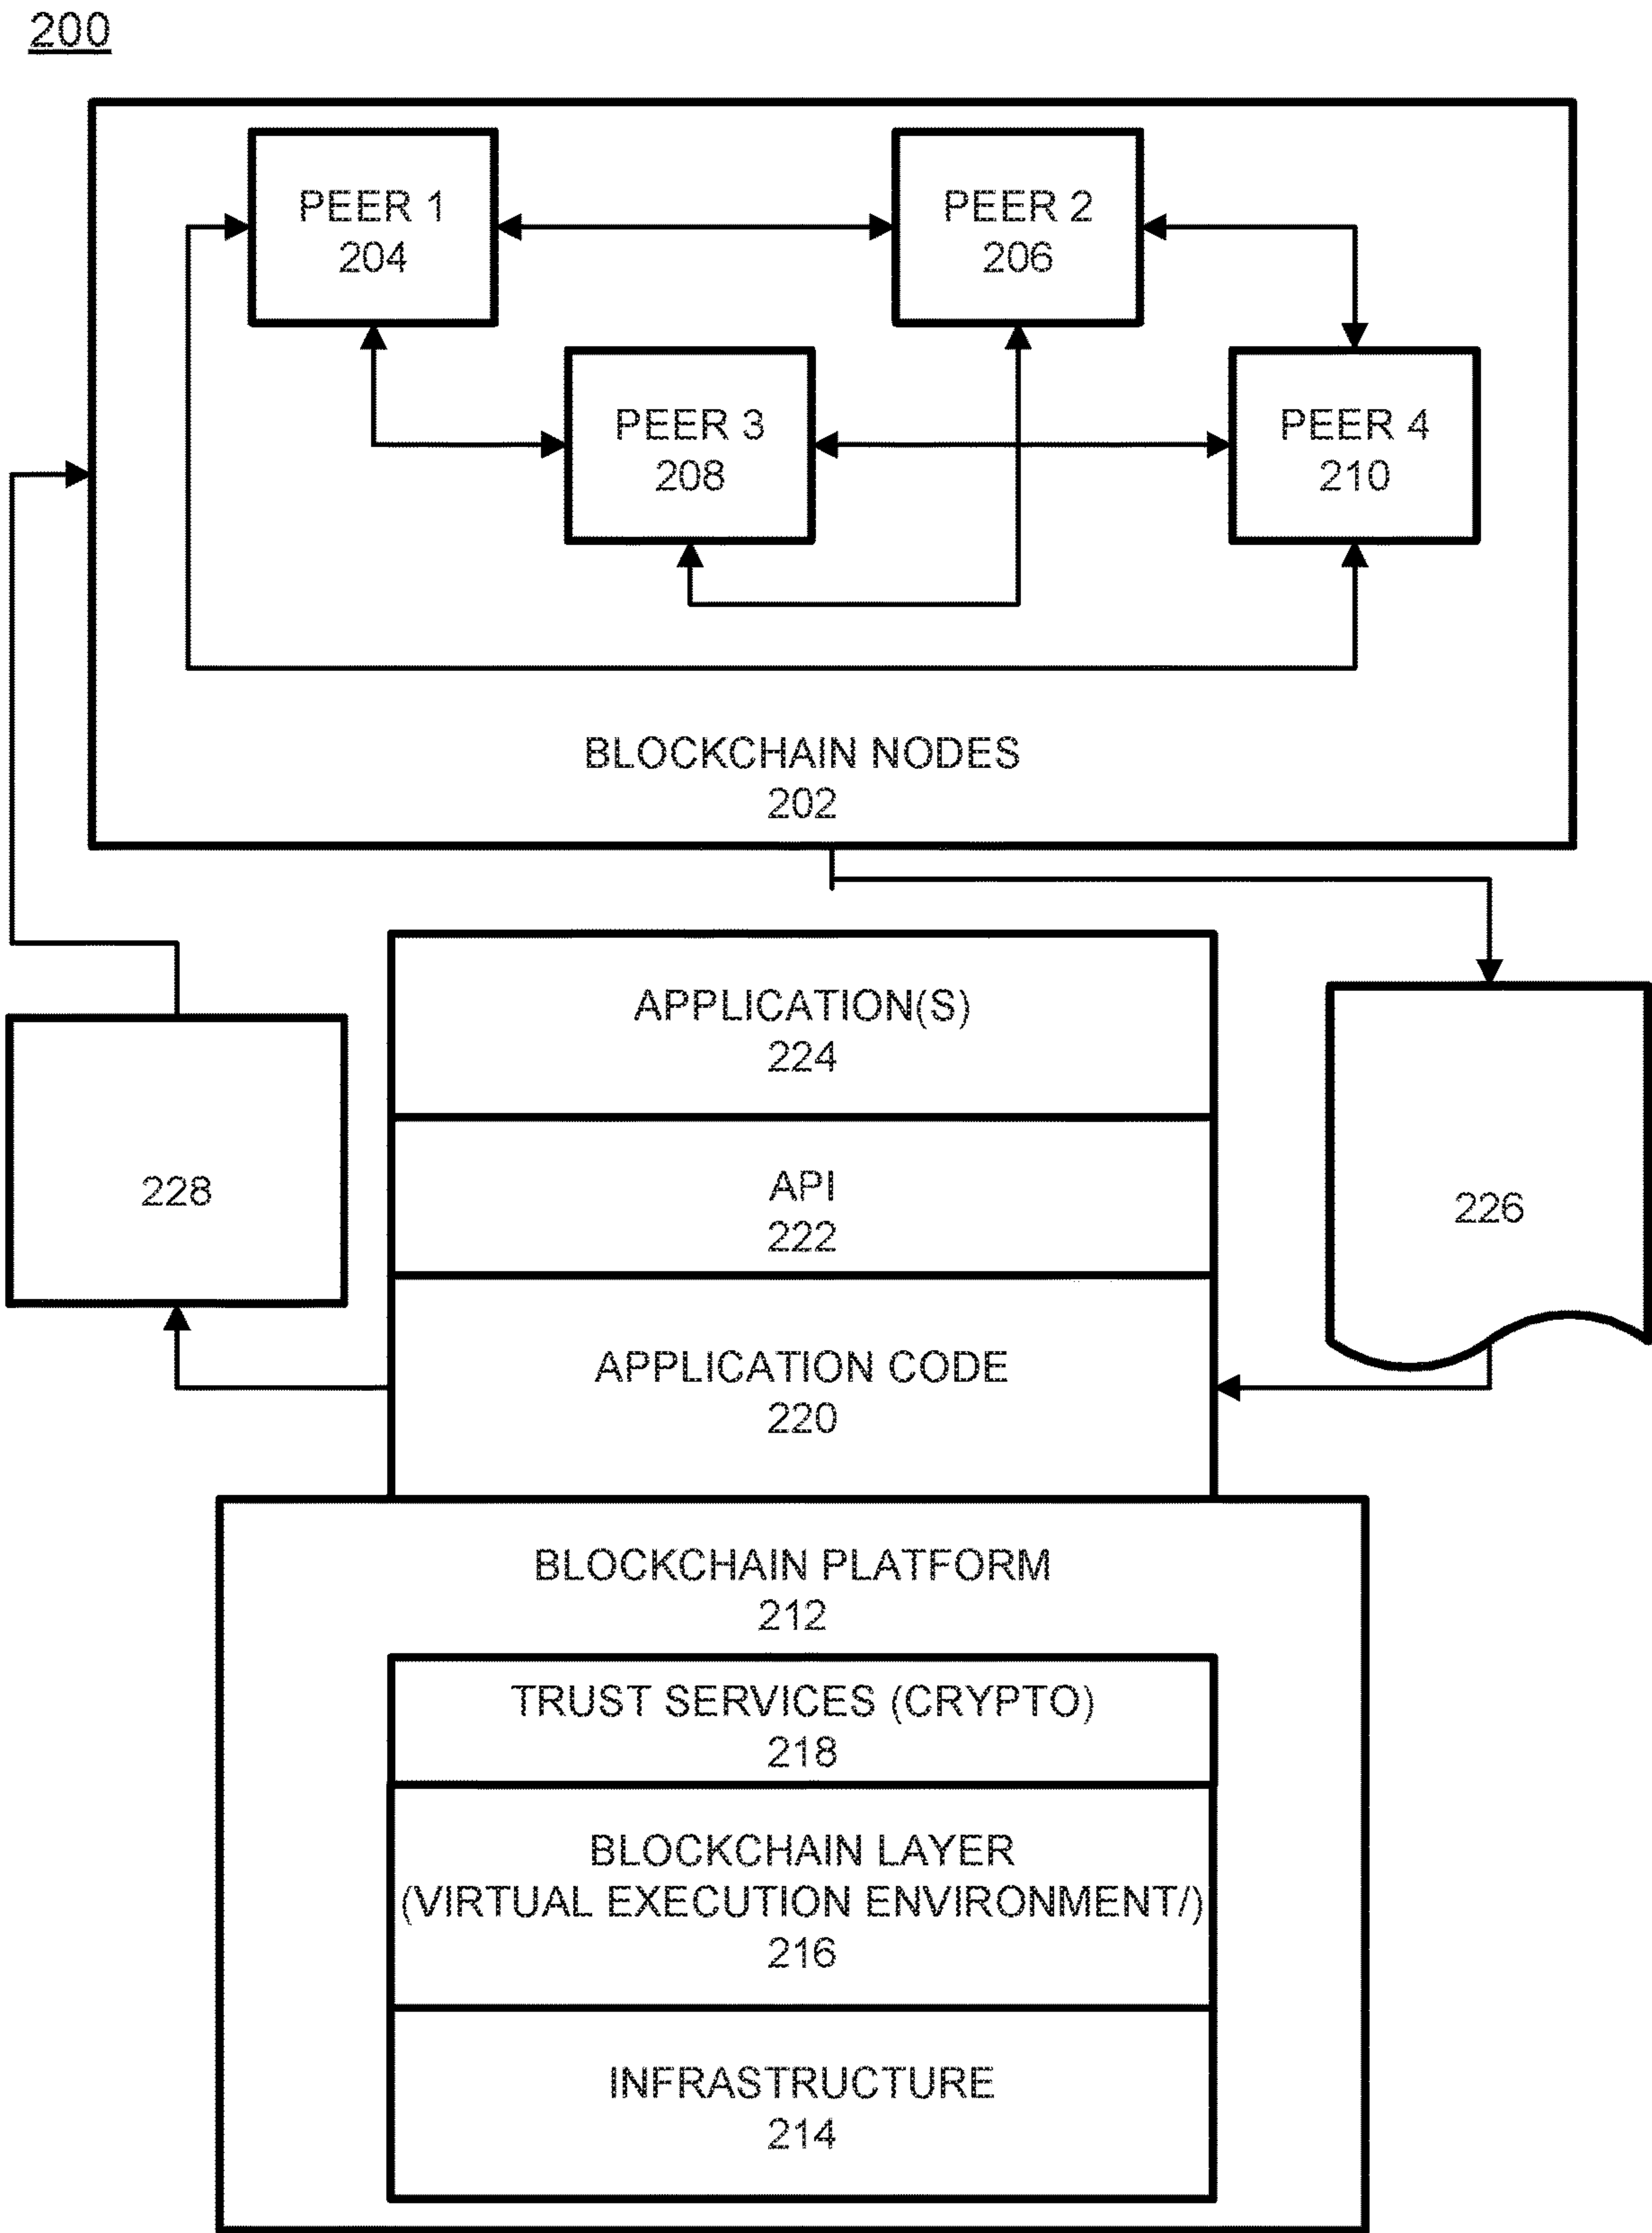 200
PEER 1
204
PEER 2
206
PEER 3
208
PEER 4
210
BLOCKCHAIN NODES
202
APPLICATION(S)
224
API
222
228
226
APPLICATION CODE
220
BLOCKCHAIN PLATFORM
212
TRUST SERVICES (CRYPTO)
218
BLOCKCHAIN LAYER
(VIRTUAL EXECUTION ENVIRONMENT/)
216
INFRASTRUCTURE
214